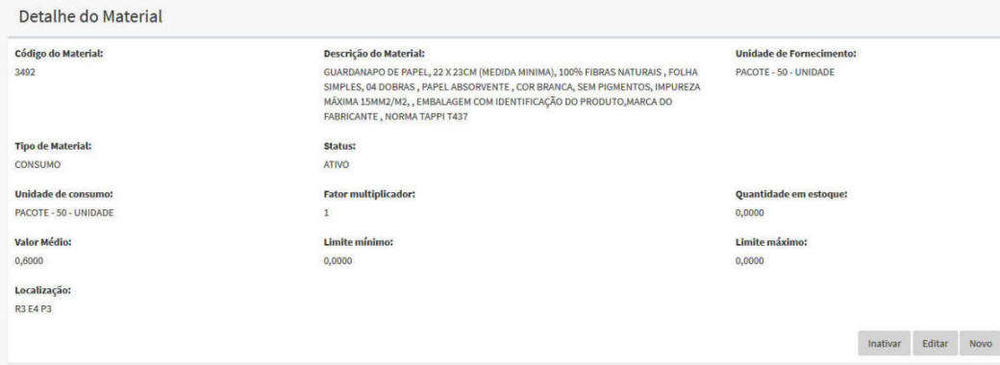 Detalhe do Material
Código do Material:
3492
Descrição do Material:
GUARDANAPO DE PAPEL, 22 X 23CM (MEDIDA MINIMA), 100% FIBRAS NATURAIS , FOLHA
SIMPLES, 04 DOBRAS , PAPEL ABSORVENTE , COR BRANCA, SEM PIGMENTOS, IMPUREZA
MÁXIMA 15MM2/M2, , EMBALAGEM COM IDENTIFICAÇÃO DO PRODUTO,MARCA DO
FABRICANTE , NORMA TAPPI T437
Unidade de Fornecimento:
PACOTE - 50 - UNIDADE
Tipo de Material:
CONSUMO
Status:
ATIVO
Unidade de consumo:
PACOTE - 50 - UNIDADE
Fator multiplicador:
1
Quantidade em estoque:
0,0000
Valor Médio:
0,6000
Limite mínimo:
0,0000
Limite máximo:
0,0000
Localização:
R3 E4 P3
Inativar
Editar
Novo